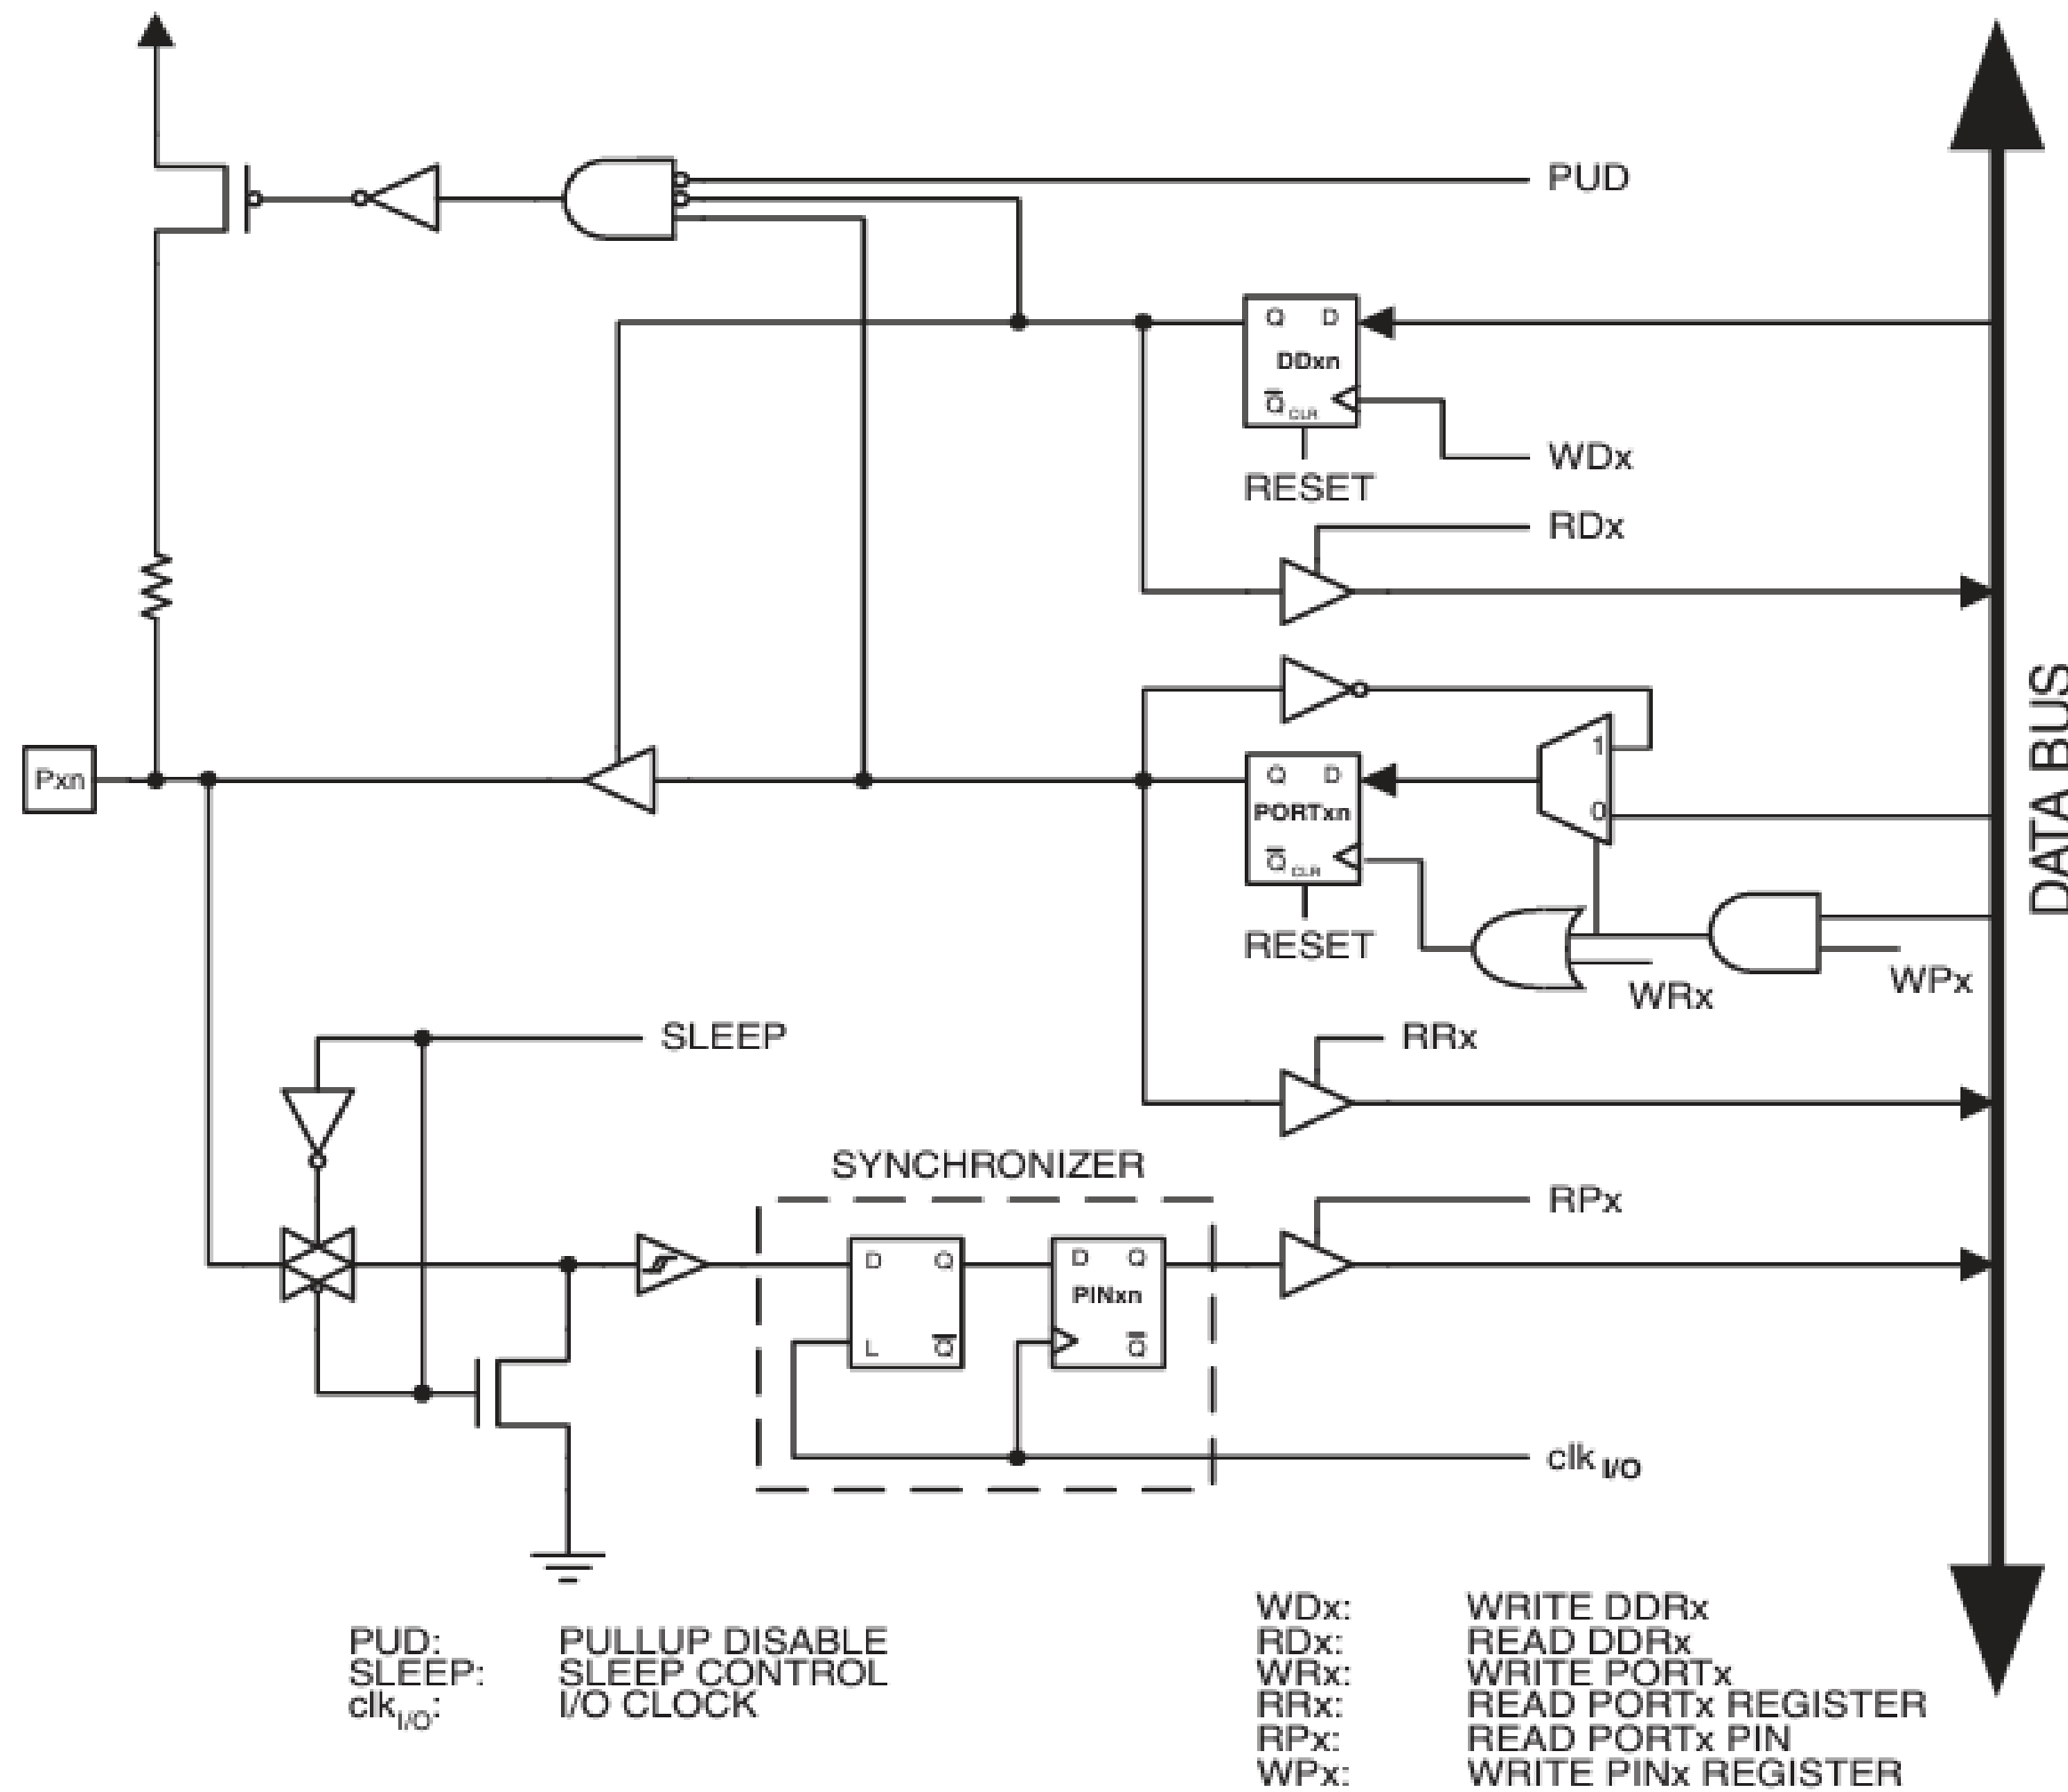 PUD
Q D
DDxn
Q CLR
WDx
RESET
RDx
DATA BUS
1
Pxn
Q D
PORTxn
0
Q CLR
RESET
WRx
WPx
SLEEP
RRx
SYNCHRONIZER
RPx
D Q
D Q
PINxn
L Q
Q
clk I/O
PUD: PULLUP DISABLE
SLEEP: SLEEP CONTROL
clkI/O: I/O CLOCK
WDx: WRITE DDRx
RDx: READ DDRx
WRx: WRITE PORTx
RRx: READ PORTx REGISTER
RPx: READ PORTx PIN
WPx: WRITE PINx REGISTER